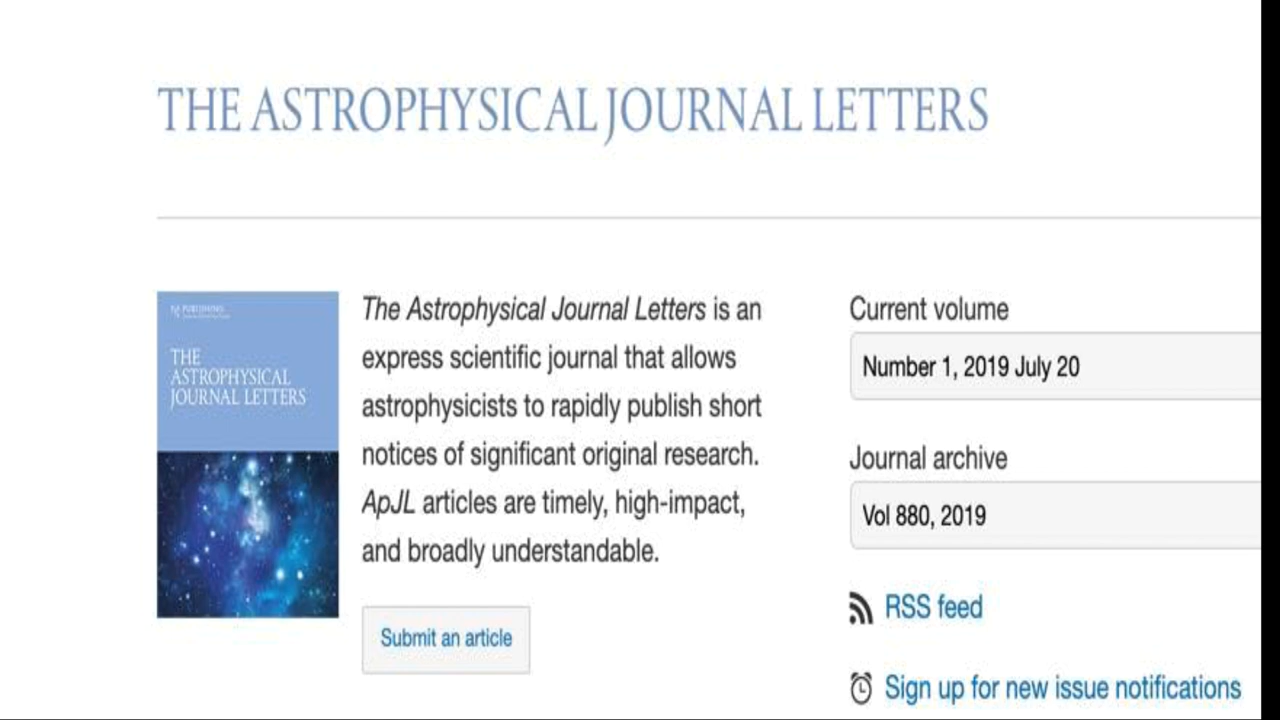 THE ASTROPHYSICAL JOURNAL LETTERS
THE
ASTROPHYSICAL
JOURNAL LETTERS
The Astrophysical Journal Letters is an
express scientific journal that allows
astrophysicists to rapidly publish short
notices of significant original research.
ApJL articles are timely, high-impact,
and broadly understandable.
Submit an article
Current volume
Number 1, 2019 July 20
Journal archive
Vol 880, 2019
RSS feed
Sign up for new issue notifications